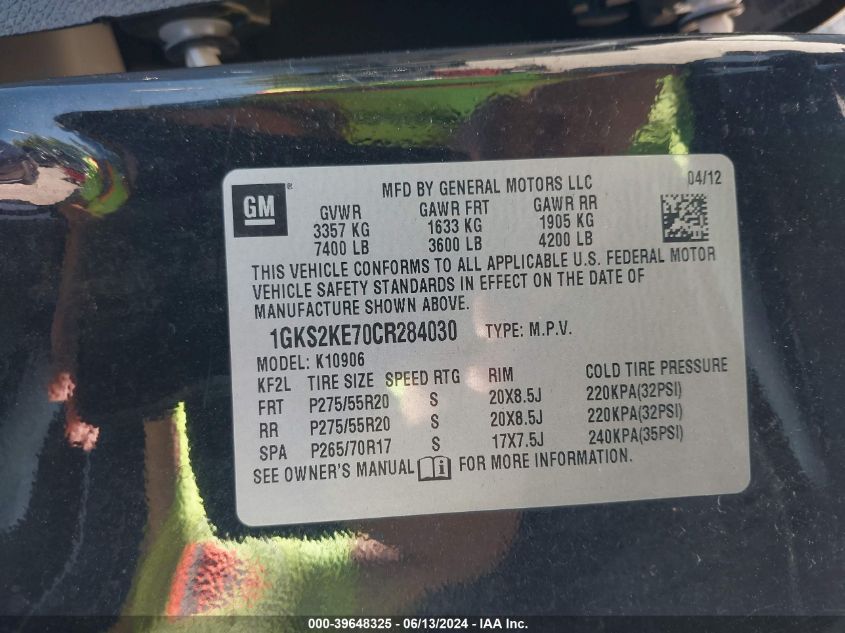 GM®
MFD BY GENERAL MOTORS LLC 04/12
GVWR GAWR FRT GAWR RR
3357 KG 1633 KG 1905 KG
7400 LB 3600 LB 4200 LB
THIS VEHICLE CONFORMS TO ALL APPLICABLE U.S. FEDERAL MOTOR
VEHICLE SAFETY STANDARDS IN EFFECT ON THE DATE OF
MANUFACTURE SHOWN ABOVE.
1GKS2KE70CR284030 TYPE: M.P.V.
MODEL: K10906
KF2L TIRE SIZE SPEED RTG RIM COLD TIRE PRESSURE
FRT P275/55R20 S 20X8.5J 220KPA(32PSI)
RR P275/55R20 S 20X8.5J 220KPA(32PSI)
SPA P265/70R17 S 17X7.5J 240KPA(35PSI)
SEE OWNER'S MANUAL FOR MORE INFORMATION.
000-39648325 - 06/13/2024 - IAA Inc.